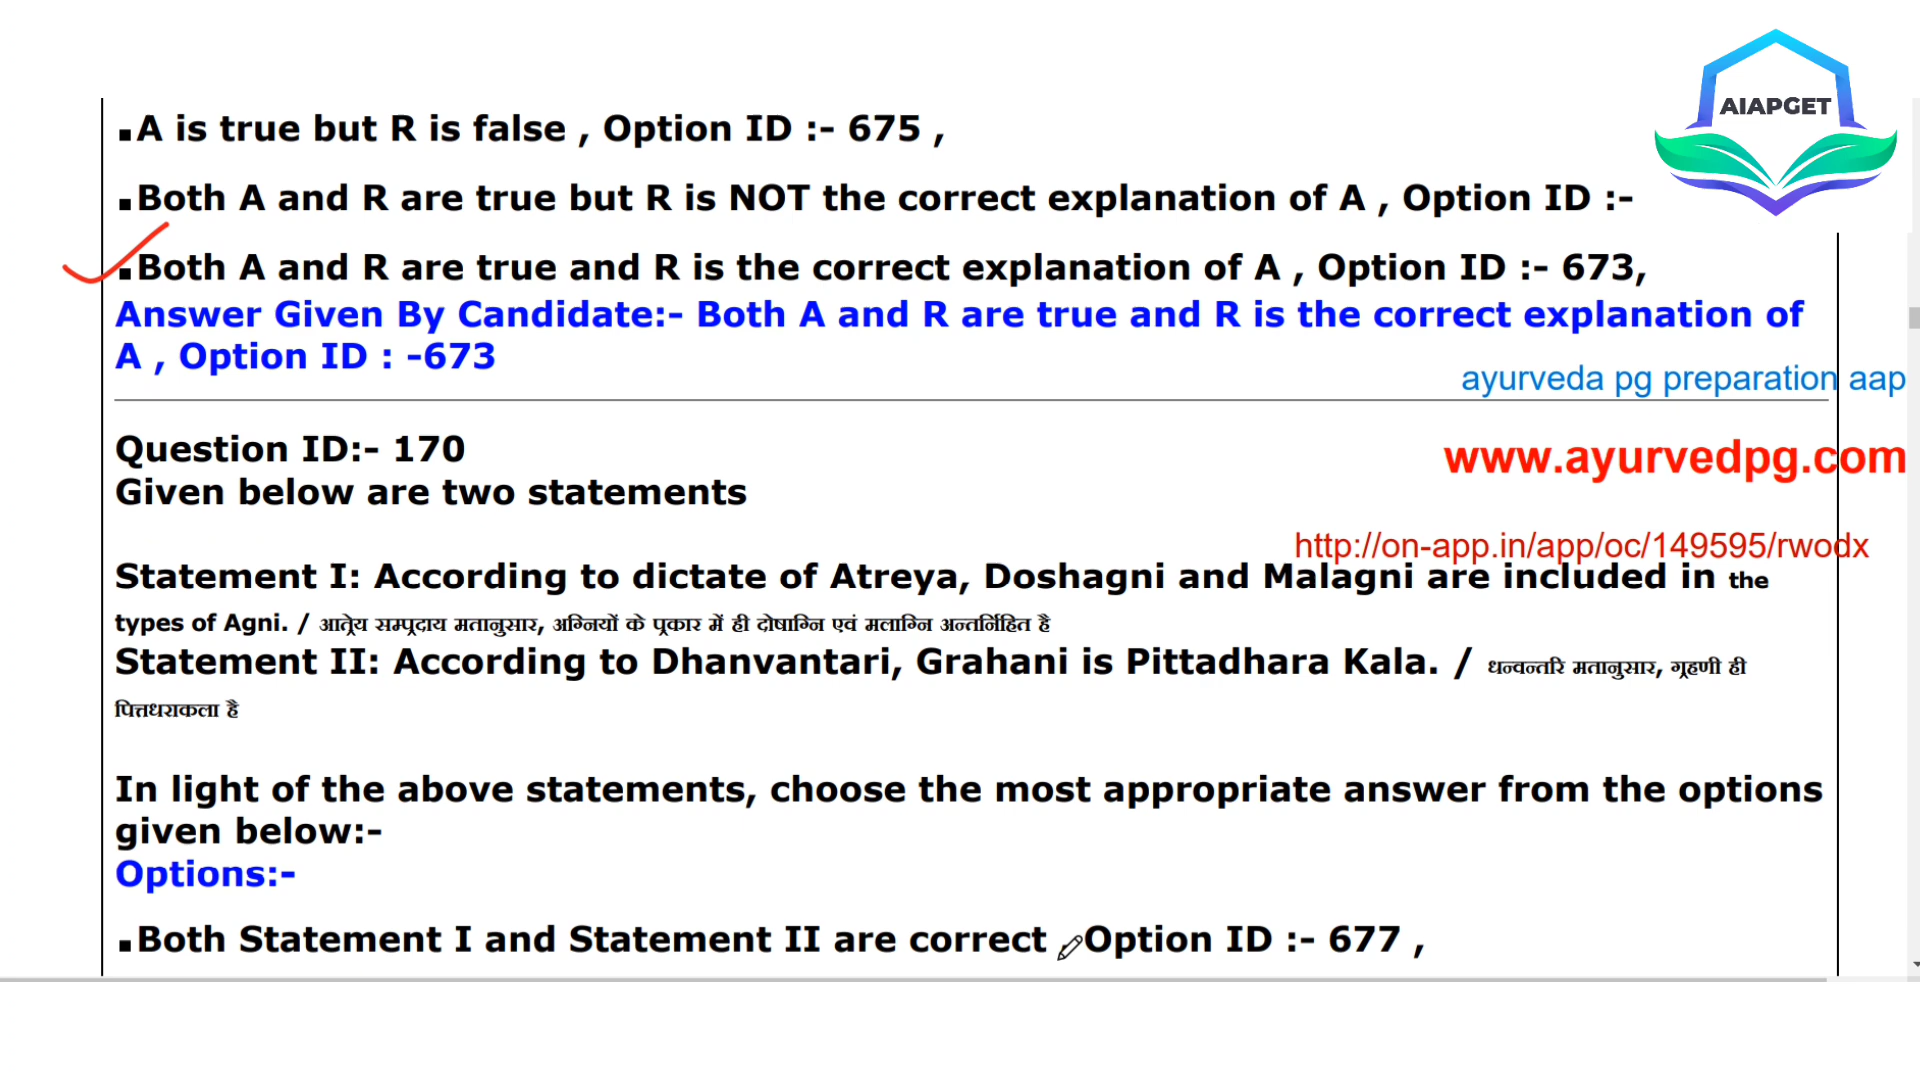 AIAPGET
▪A is true but R is false , Option ID :- 675 ,
▪Both A and R are true but R is NOT the correct explanation of A , Option ID :-
▪Both A and R are true and R is the correct explanation of A , Option ID :- 673,
Answer Given By Candidate:- Both A and R are true and R is the correct explanation of
A , Option ID : -673
ayurveda pg preparation aap
Question ID:- 170
www.ayurvedpg.com
Given below are two statements
http://on-app.in/app/oc/149595/rwodx
Statement I: According to dictate of Atreya, Doshagni and Malagni are included in the
types of Agni. / आत्रेय सम्प्रदाय मतानुसार, अग्नियों के प्रकार में ही दोषाग्नि एवं मलाग्नि अन्तर्निहित है
Statement II: According to Dhanvantari, Grahani is Pittadhara Kala. / धन्वन्तरि मतानुसार, ग्रहणी ही
पित्तधराकला है
In light of the above statements, choose the most appropriate answer from the options
given below:-
Options:-
▪Both Statement I and Statement II are correct , Option ID :- 677 ,